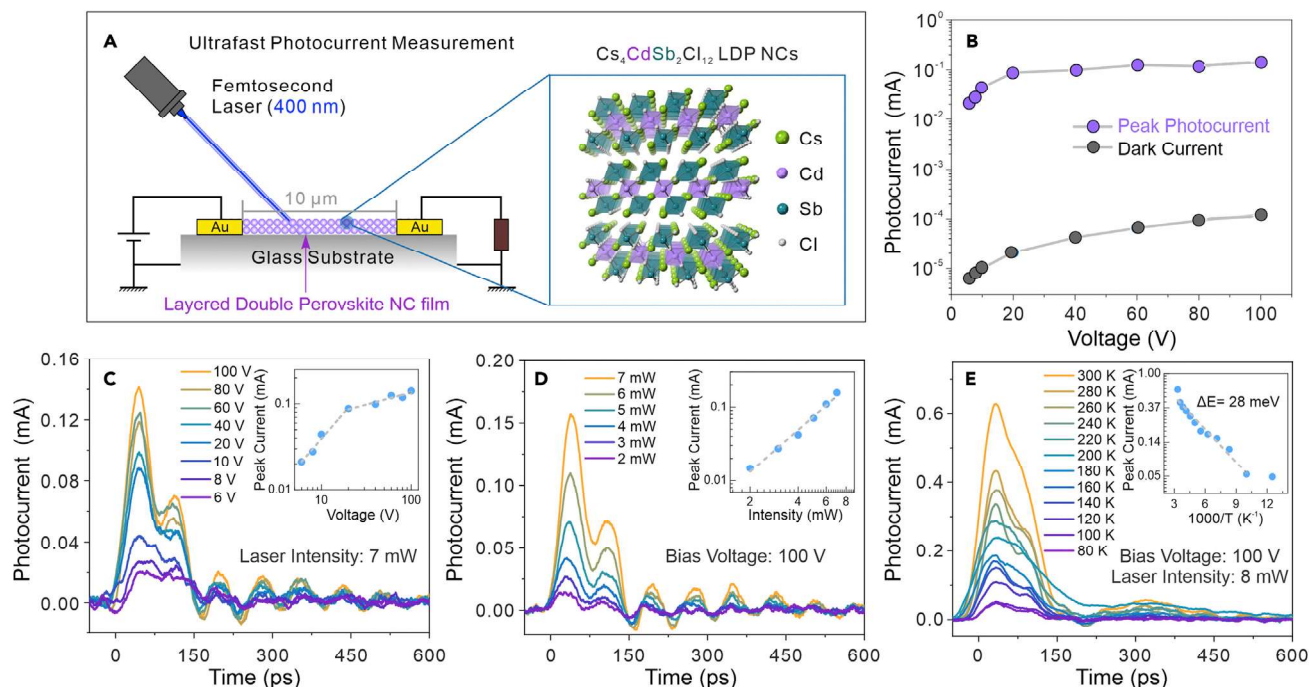 A
Ultrafast Photocurrent Measurement
Femtosecond
Laser (400 nm)
10 μm
Au
Au
Glass Substrate
Layered Double Perovskite NC film
Cs₄CdSb₂Cl₁₂ LDP NCs
Cs
Cd
Sb
Cl
B
Photocurrent (mA)
10⁰
10⁻¹
10⁻²
10⁻³
10⁻⁴
10⁻⁵
Peak Photocurrent
Dark Current
0 20 40 60 80 100
Voltage (V)
C
Photocurrent (mA)
0.16
0.12
0.08
0.04
0.00
100 V
80 V
60 V
40 V
20 V
10 V
8 V
6 V
Peak Current (mA)
0.1
0.01
10 100
Voltage (V)
Laser Intensity: 7 mW
0 150 300 450 600
Time (ps)
D
Photocurrent (mA)
0.20
0.15
0.10
0.05
0.00
7 mW
6 mW
5 mW
4 mW
3 mW
2 mW
Peak Current (mA)
0.1
0.01
2 4 6 8
Intensity (mW)
Bias Voltage: 100 V
0 150 300 450 600
Time (ps)
E
Photocurrent (mA)
0.6
0.4
0.2
0.0
300 K
280 K
260 K
240 K
220 K
200 K
180 K
160 K
140 K
120 K
100 K
80 K
Peak Current (mA)
1.00
0.37
0.14
0.05
ΔE= 28 meV
3 6 9 12
1000/T (K⁻¹)
Bias Voltage: 100 V
Laser Intensity: 8 mW
0 150 300 450 600
Time (ps)